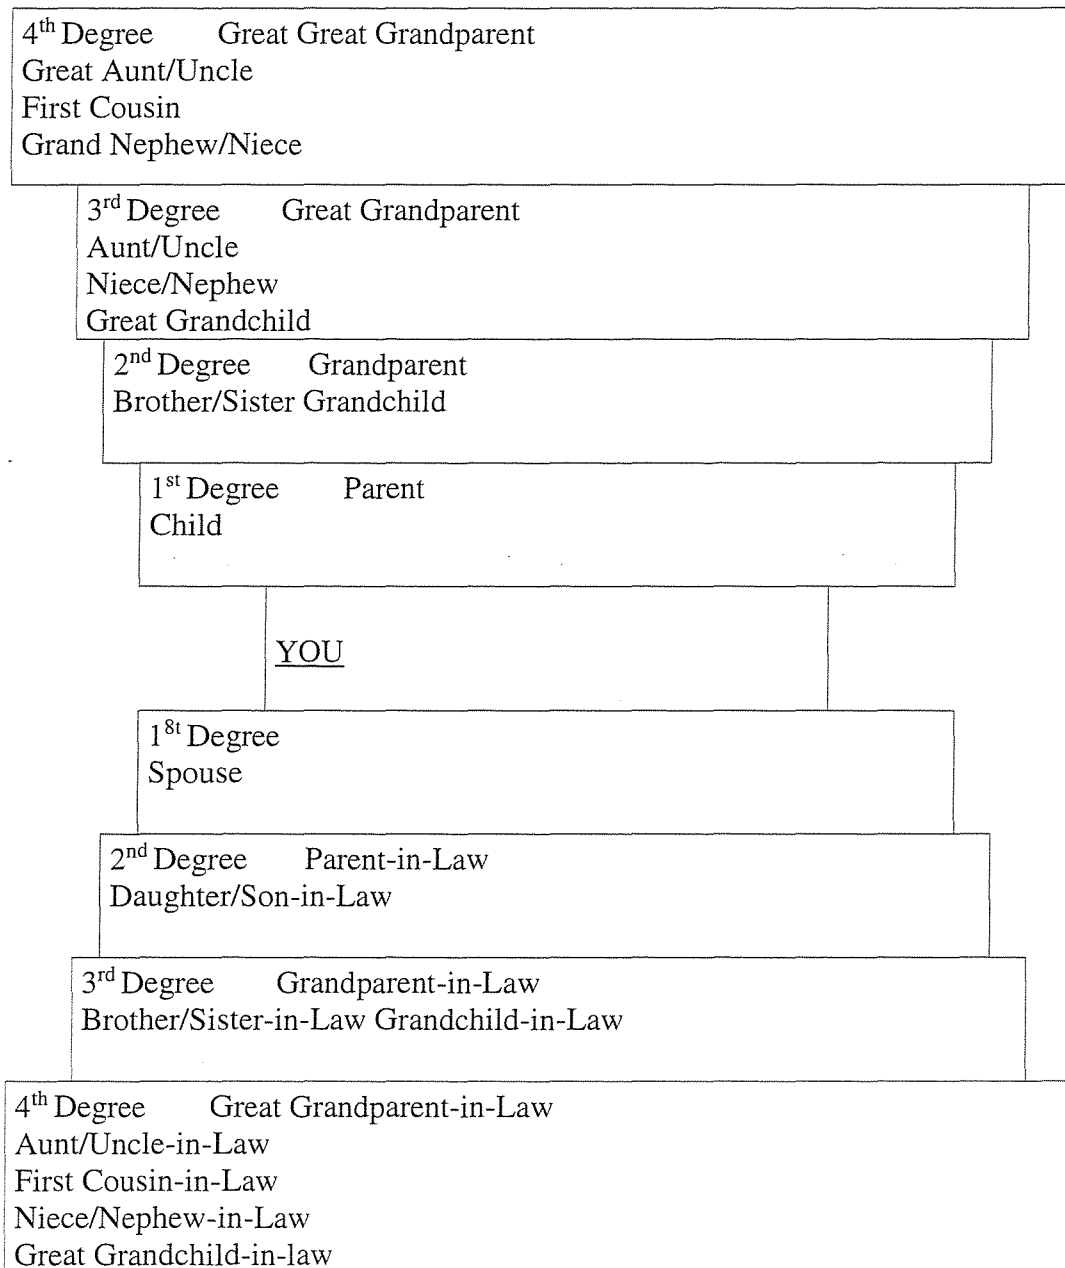 4th Degree Great Great Grandparent
Great Aunt/Uncle
First Cousin
Grand Nephew/Niece
3rd Degree Great Grandparent
Aunt/Uncle
Niece/Nephew
Great Grandchild
2nd Degree Grandparent
Brother/Sister Grandchild
1st Degree Parent
Child
YOU
18t Degree
Spouse
2nd Degree Parent-in-Law
Daughter/Son-in-Law
3rd Degree Grandparent-in-Law
Brother/Sister-in-Law Grandchild-in-Law
4th Degree Great Grandparent-in-Law
Aunt/Uncle-in-Law
First Cousin-in-Law
Niece/Nephew-in-Law
Great Grandchild-in-law